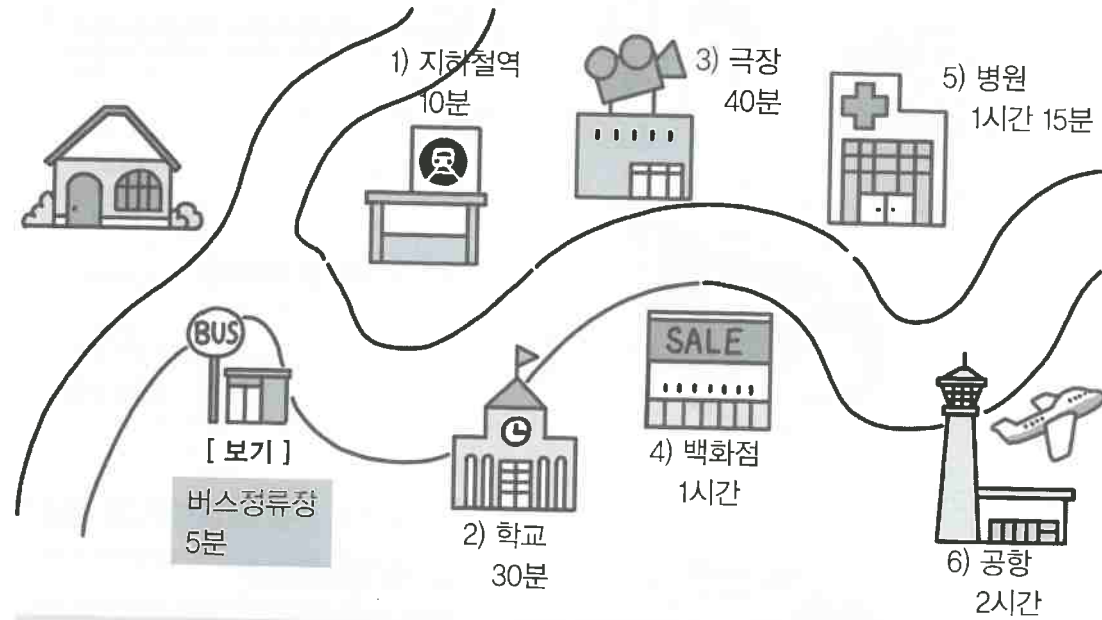 1) 지하철역
10분
3) 극장
40분
5) 병원
1시간 15분
BUS
[ 보기 ]
버스정류장
5분
2) 학교
30분
SALE
4) 백화점
1시간
6) 공항
2시간